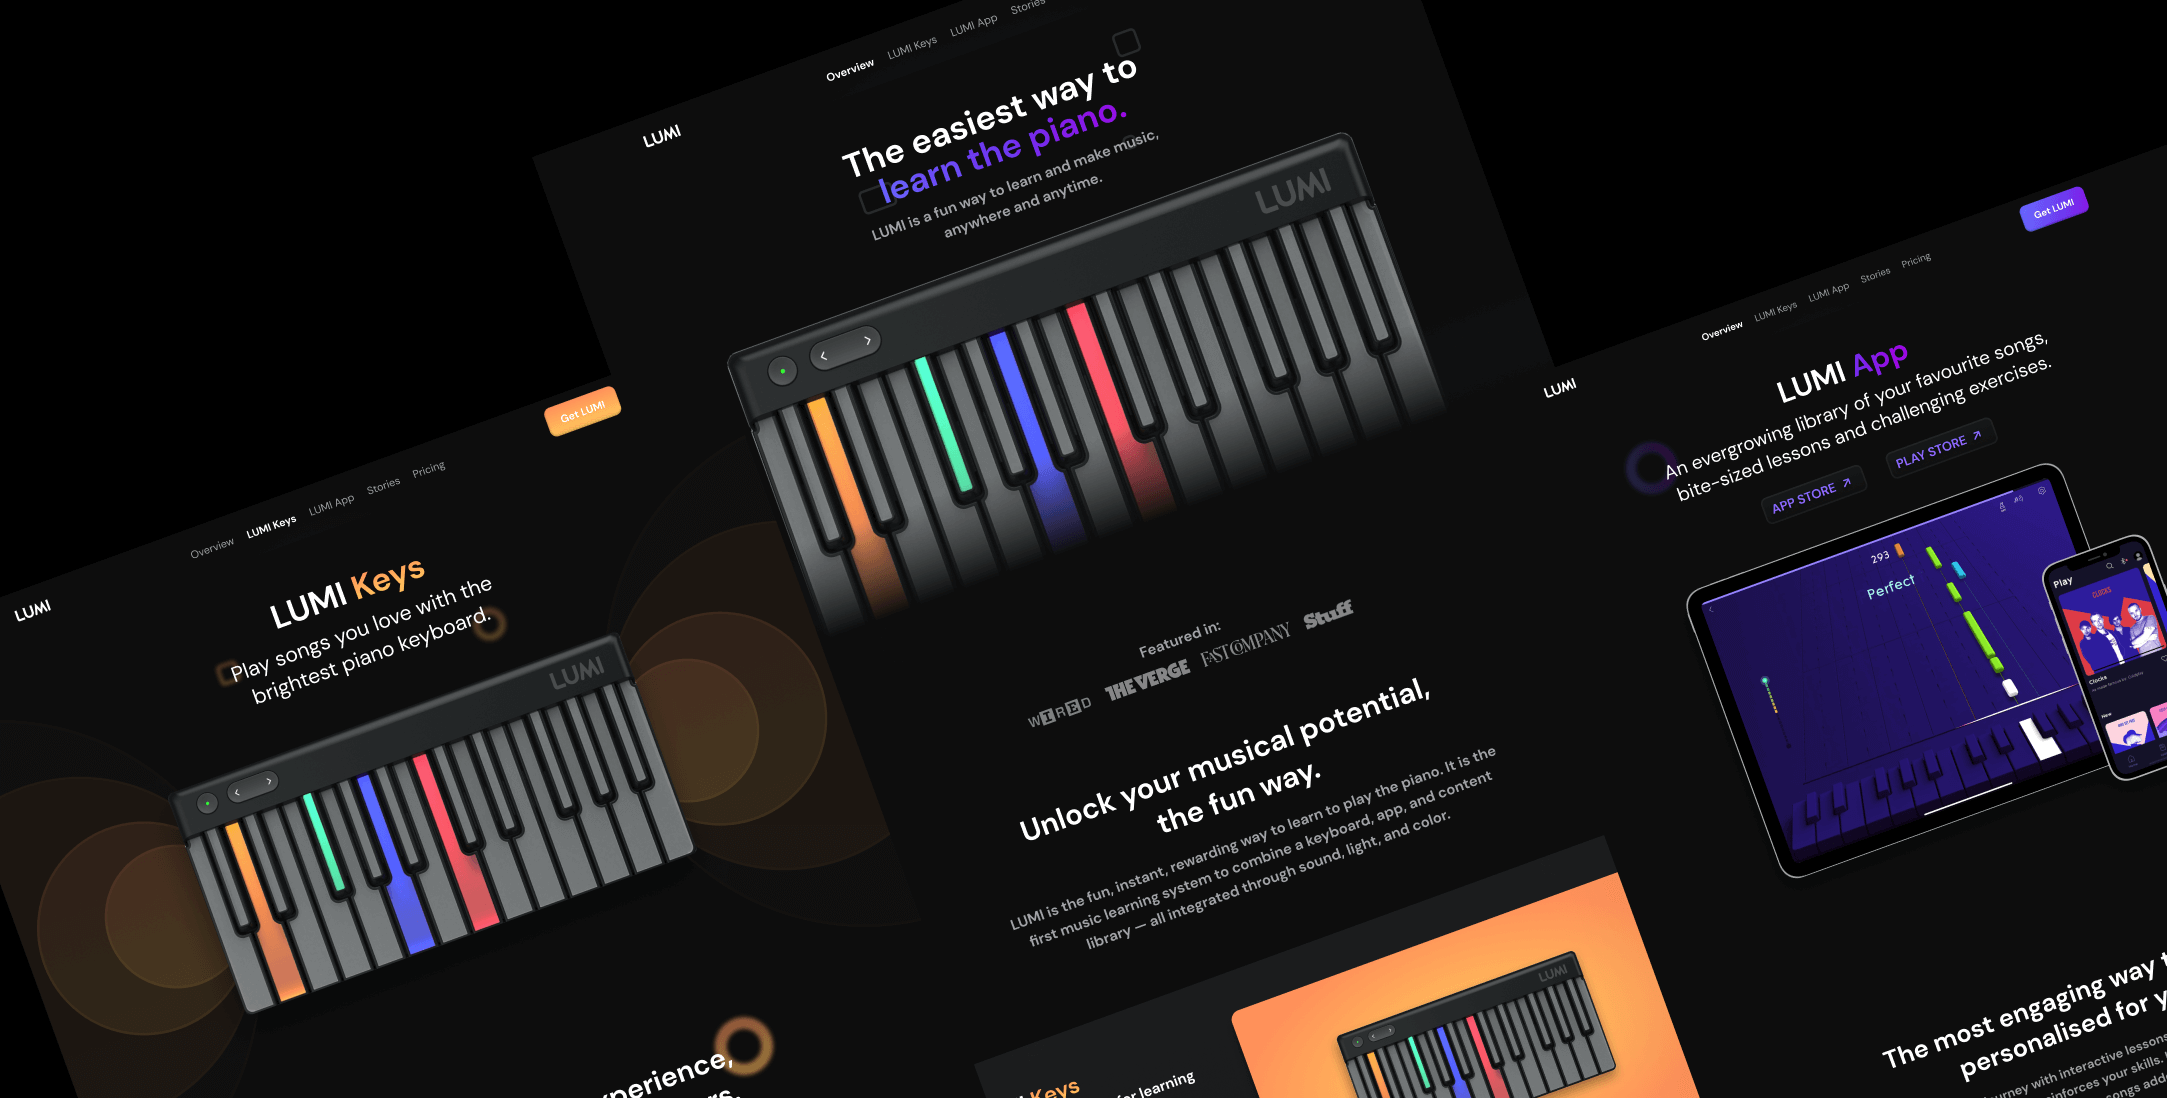 Overview LUMI Keys LUMI App Stories
LUMI
The easiest way to
learn the piano.
LUMI is a fun way to learn and make music,
anywhere and anytime.
LUMI
Featured in:
WIRED THE VERGE FAST COMPANY Stuff
Unlock your musical potential,
the fun way.
LUMI is the fun, instant, rewarding way to learn to play the piano. It is the
first music learning system to combine a keyboard, app, and content
library — all integrated through sound, light, and color.
Keys
for learning
LUMI
Get LUMI
Overview LUMI Keys LUMI App Stories Pricing
LUMI
LUMI Keys
Play songs you love with the
brightest piano keyboard.
LUMI
Get LUMI
Overview LUMI Keys LUMI App Stories Pricing
LUMI
LUMI App
An evergrowing library of your favourite songs,
bite-sized lessons and challenging exercises.
APP STORE ↗ PLAY STORE ↗
293
Perfect
Play
CLOCKS
Clocks
New
The most engaging way
personalised for
with interactive
your skills.
songs